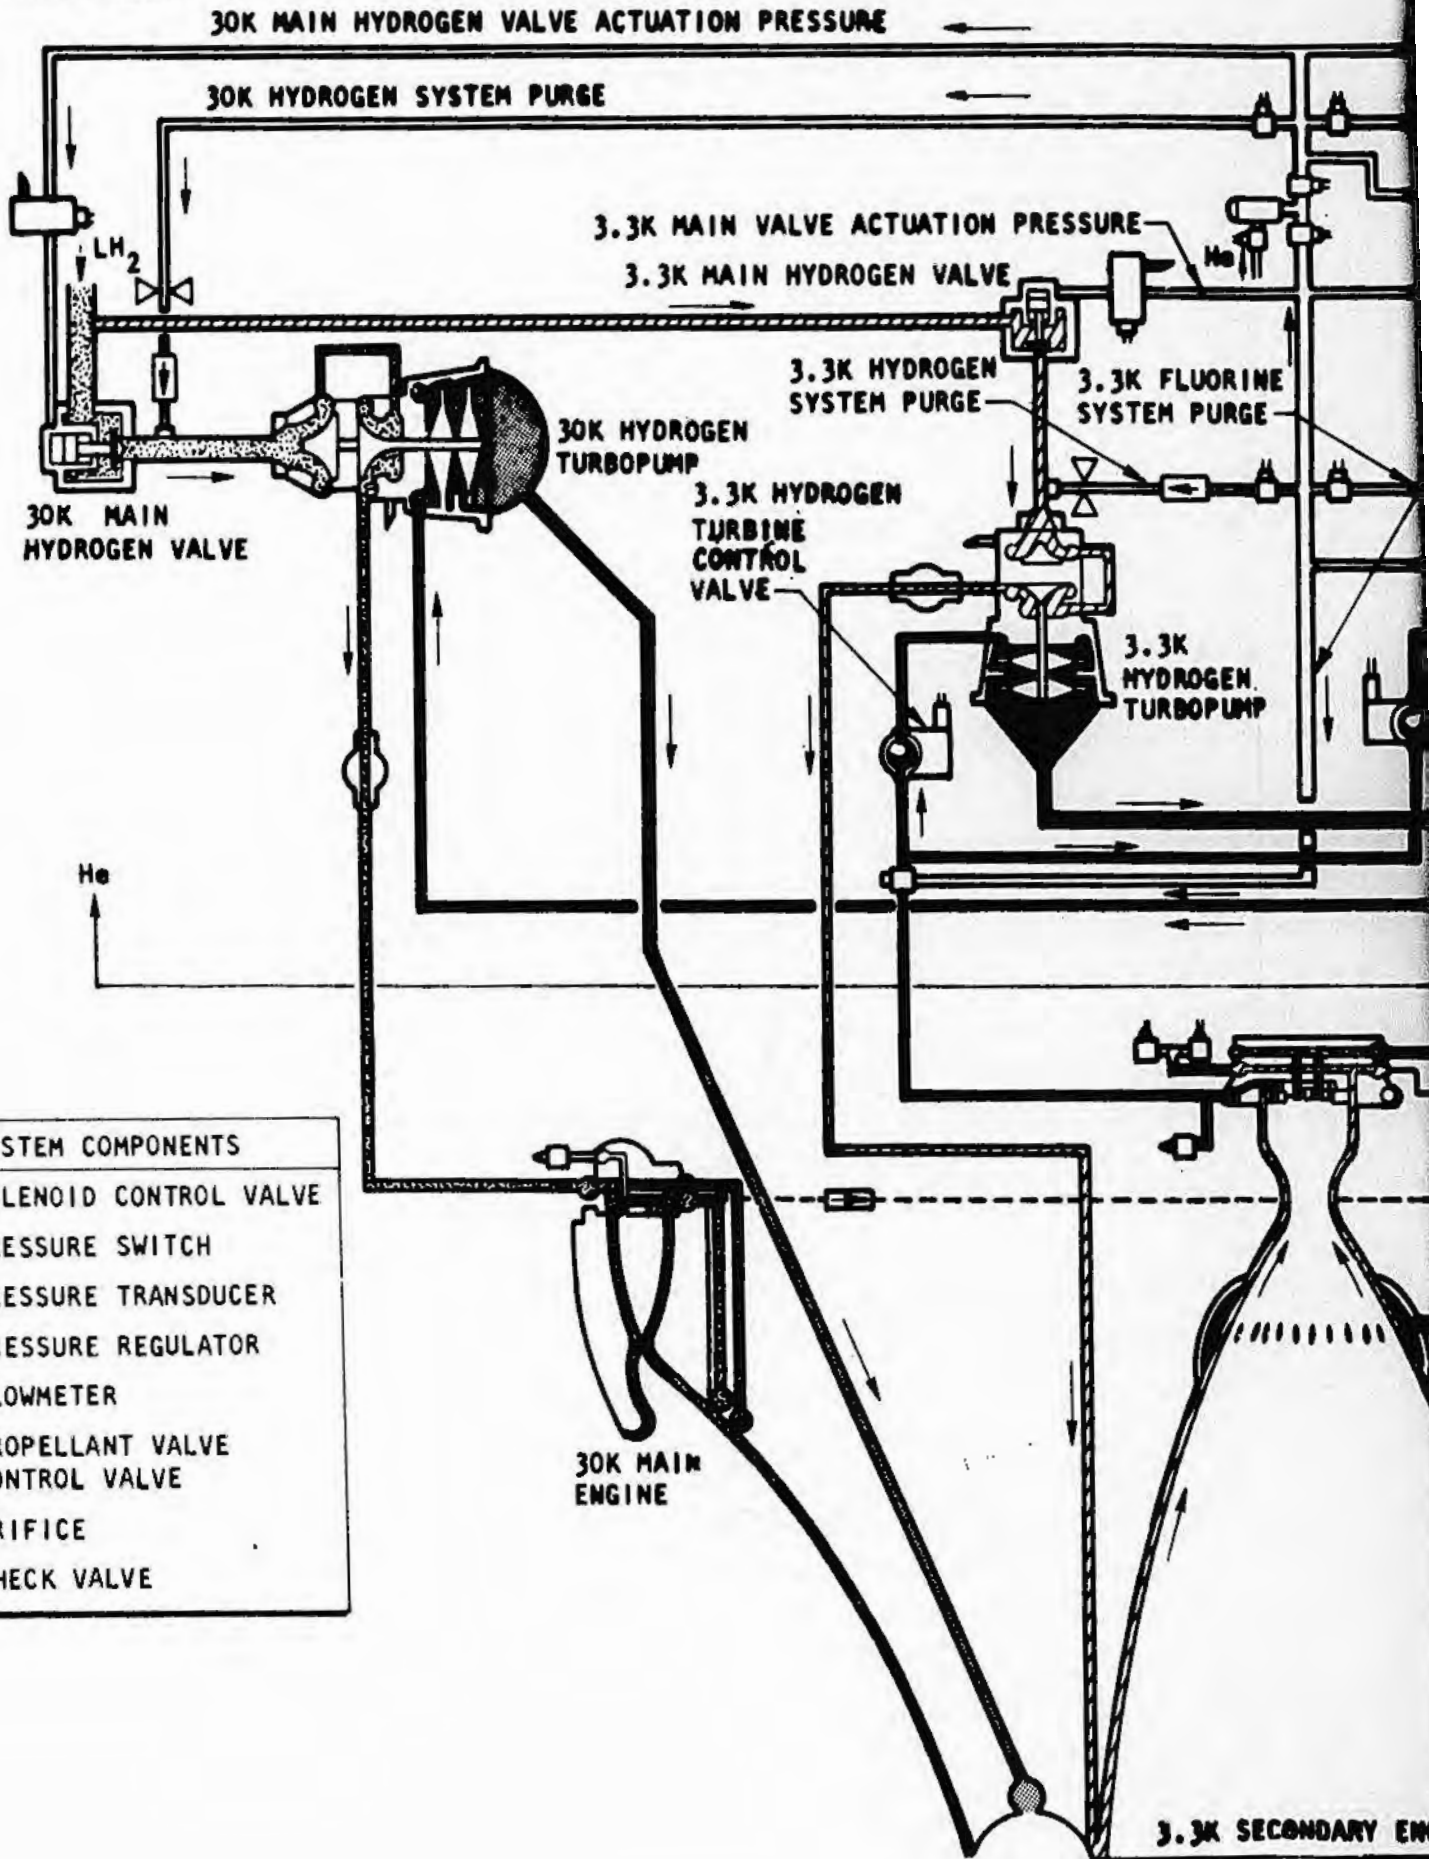 30K MAIN HYDROGEN VALVE ACTUATION PRESSURE
30K HYDROGEN SYSTEM PURGE
LH2
3.3K MAIN VALVE ACTUATION PRESSURE
He
3.3K MAIN HYDROGEN VALVE
3.3K HYDROGEN
SYSTEM PURGE
3.3K FLUORINE
SYSTEM PURGE
30K HYDROGEN
TURBOPUMP
30K MAIN
HYDROGEN VALVE
3.3K HYDROGEN
TURBINE
CONTROL
VALVE
3.3K
HYDROGEN
TURBOPUMP
He
STEM COMPONENTS
LENOID CONTROL VALVE
ESSURE SWITCH
ESSURE TRANSDUCER
ESSURE REGULATOR
LOWMETER
ROPELLANT VALVE
ONTROL VALVE
RIFICE
HECK VALVE
30K MAIN
ENGINE
3.3K SECONDARY EN